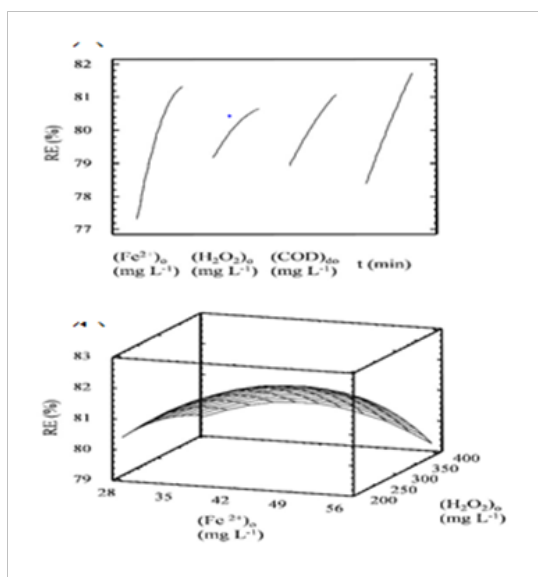 82
81
80
79
78
77
RE (%)
(Fe²⁺)ₒ (H₂O₂)ₒ (COD)dₒ t (min)
(mg L⁻¹) (mg L⁻¹) (mg L⁻¹)
83
82
81
80
79
RE (%)
28 35 42 49 56
200 250 300 350 400
(Fe ²⁺)ₒ
(mg L⁻¹)
(H₂O₂)ₒ
(mg L⁻¹)